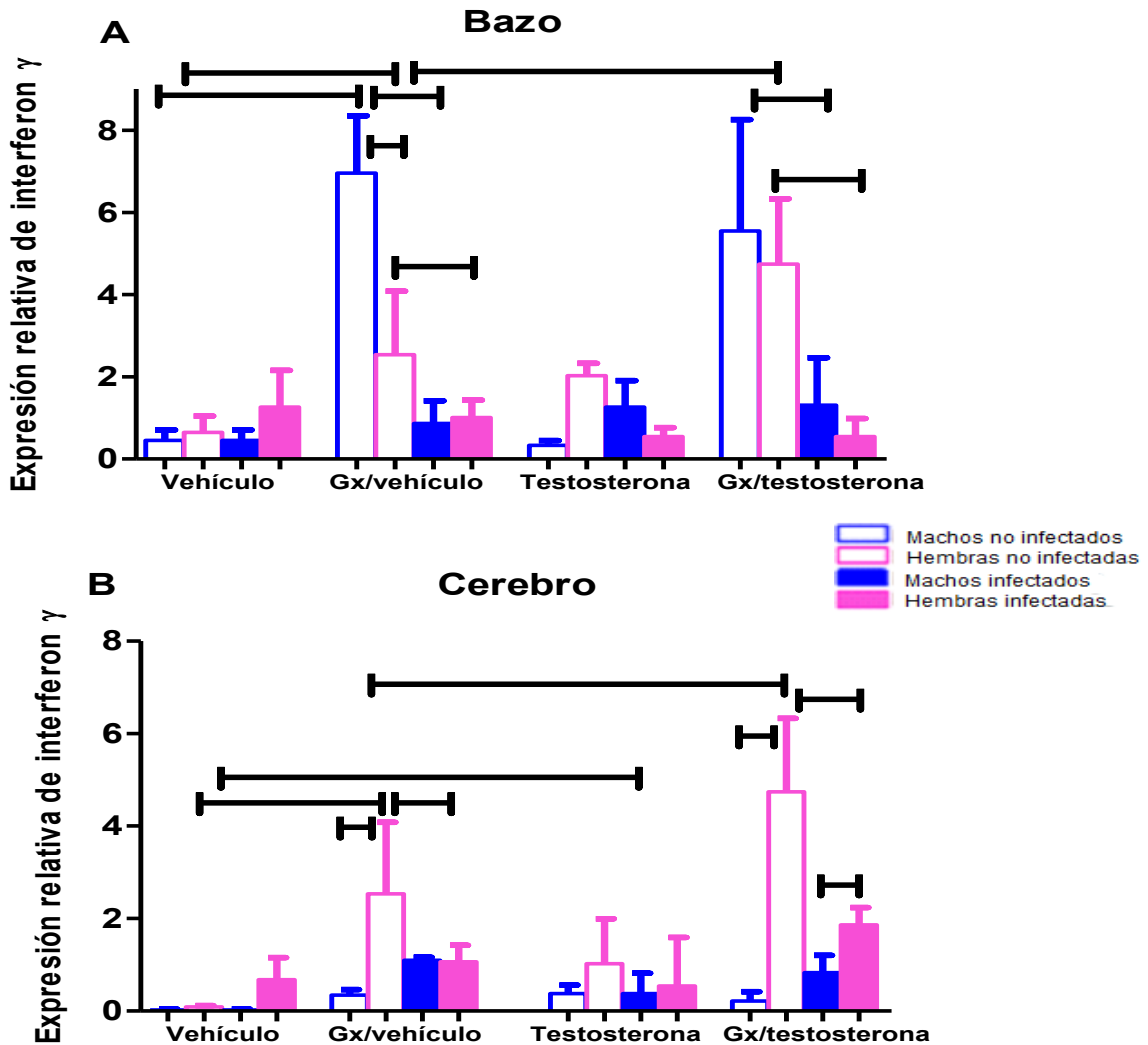 A
Bazo
Expresión relativa de interferon γ
8
6
4
2
0
Vehículo
Gx/vehículo
Testosterona
Gx/testosterona
Machos no infectados
Hembras no infectadas
Machos infectados
Hembras infectadas
B
Cerebro
Expresión relativa de interferon γ
8
6
4
2
0
Vehículo
Gx/vehículo
Testosterona
Gx/testosterona